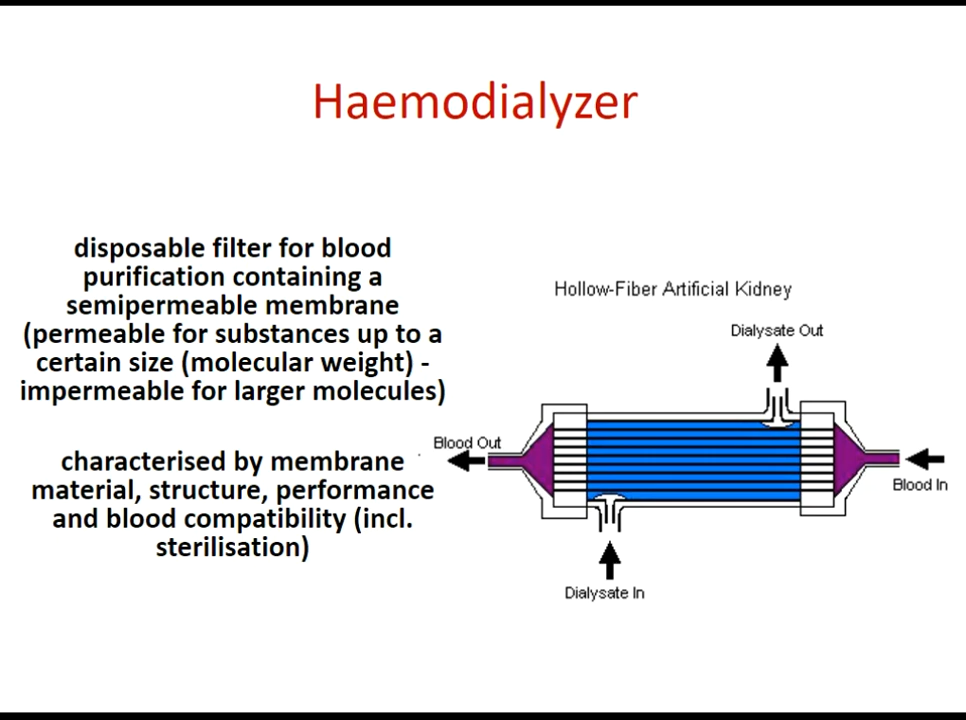 Haemodialyzer
disposable filter for blood
purification containing a
semipermeable membrane
(permeable for substances up to a
certain size (molecular weight) -
impermeable for larger molecules)
characterised by membrane
material, structure, performance
and blood compatibility (incl.
sterilisation)
Hollow-Fiber Artificial Kidney
Dialysate Out
Blood Out
Blood In
Dialysate In